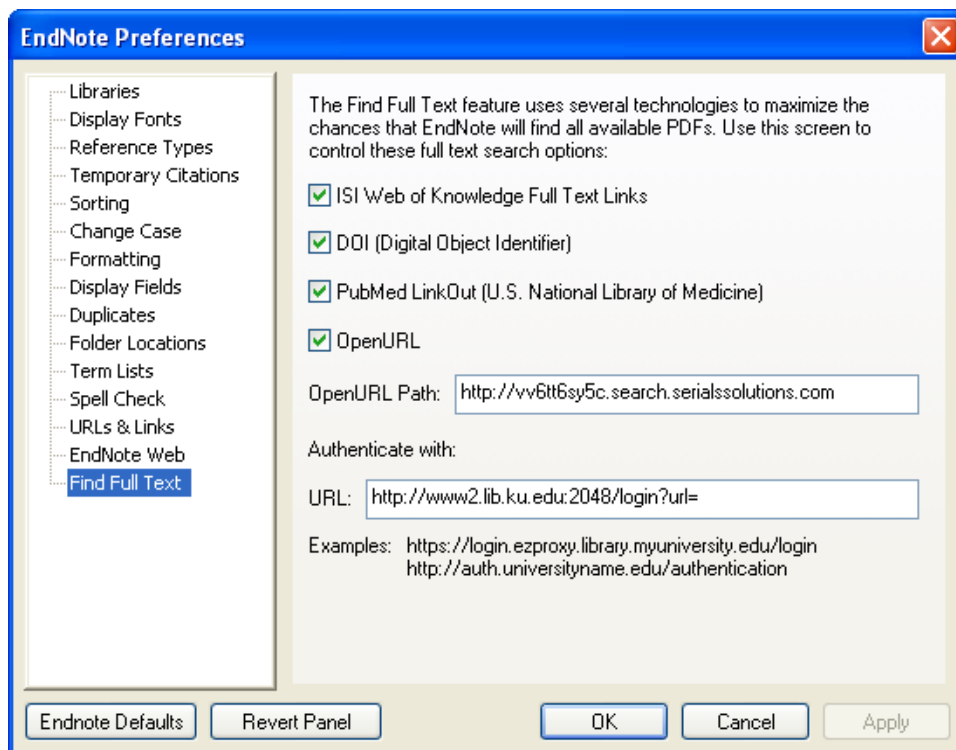 EndNote Preferences
Libraries
Display Fonts
Reference Types
Temporary Citations
Sorting
Change Case
Formatting
Display Fields
Duplicates
Folder Locations
Term Lists
Spell Check
URLs & Links
EndNote Web
Find Full Text
The Find Full Text feature uses several technologies to maximize the
chances that EndNote will find all available PDFs. Use this screen to
control these full text search options:
ISI Web of Knowledge Full Text Links
DOI (Digital Object Identifier)
PubMed LinkOut (U.S. National Library of Medicine)
OpenURL
OpenURL Path: http://vv6tt6sy5c.search.serialssolutions.com
Authenticate with:
URL: http://www2.lib.ku.edu:2048/login?url=
Examples: https://login.ezproxy.library.myuniversity.edu/login
http://auth.universityname.edu/authentication
Endnote Defaults Revert Panel OK Cancel Apply